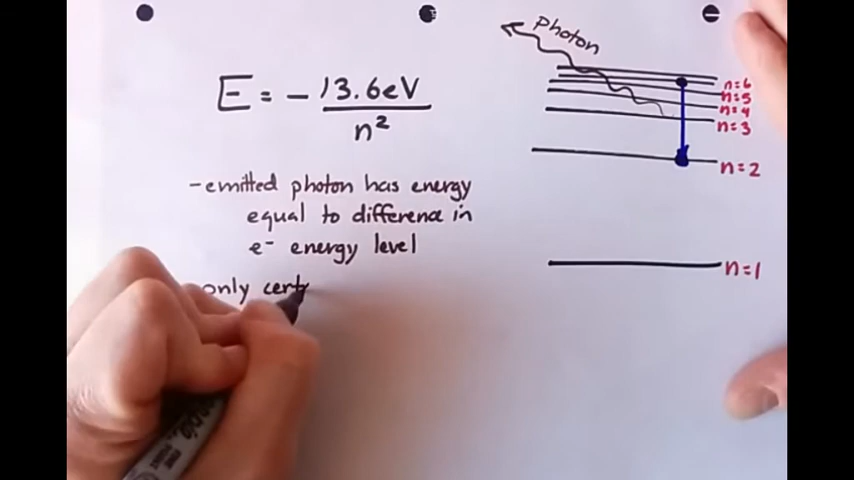 photon
E = -13.6eV
n²
n=6
n=5
n=4
n=3
n=2
n=1
-emitted photon has energy
equal to difference in
e⁻ energy level
only cert